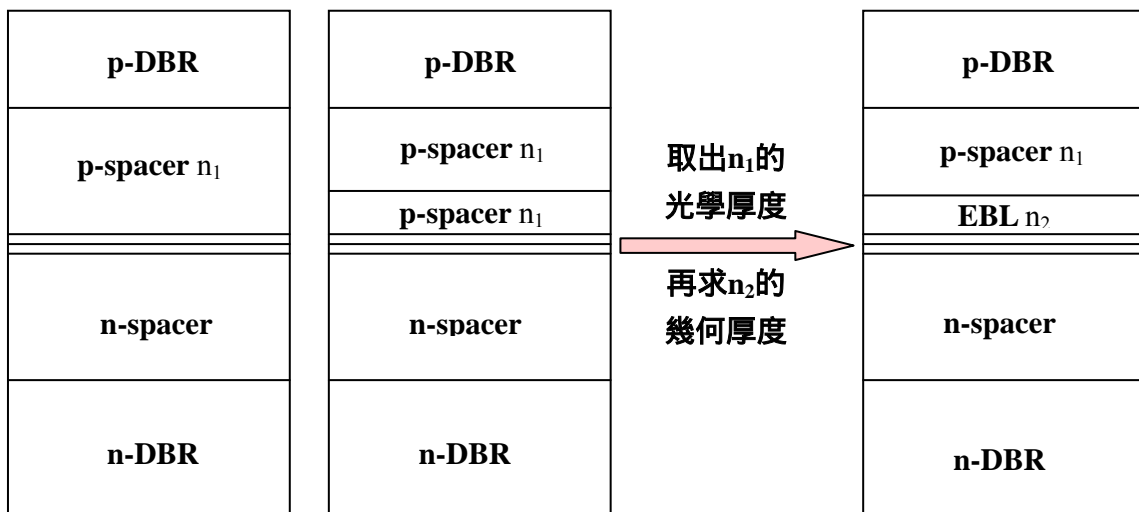 p-DBR
p-spacer n₁
n-spacer
n-DBR
p-DBR
p-spacer n₁
p-spacer n₁
n-spacer
n-DBR
取出n₁的
光學厚度
再求n₂的
幾何厚度
p-DBR
p-spacer n₁
EBL n₂
n-spacer
n-DBR